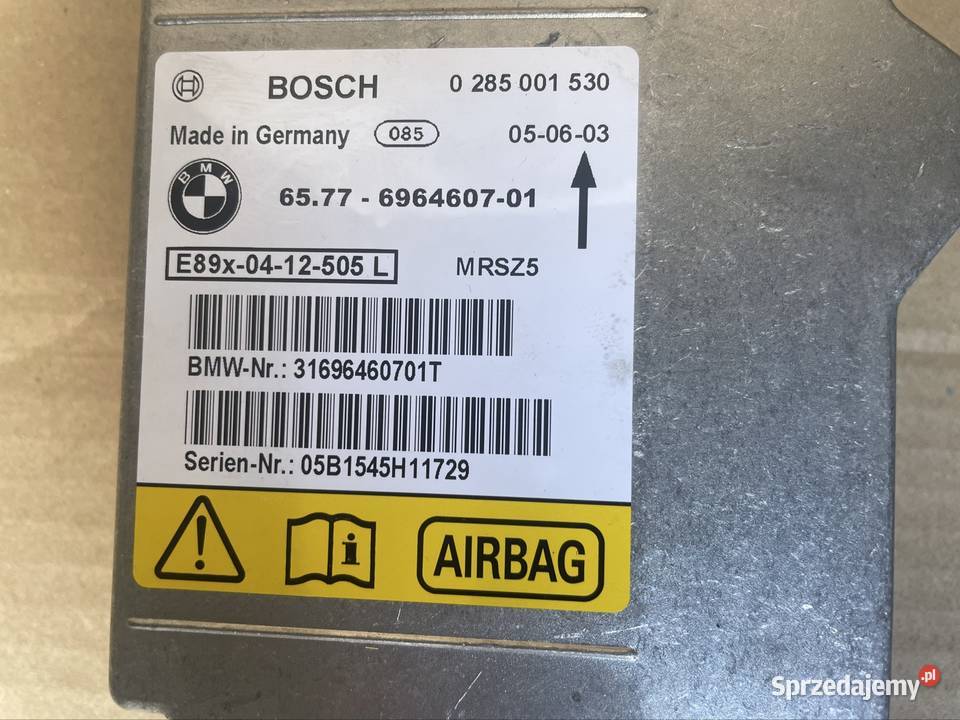 BOSCH 0 285 001 530
Made in Germany 085 05-06-03
BMW 65.77 - 6964607-01
E89x-04-12-505 L MRSZ5
BMW-Nr.: 31696460701T
Serien-Nr.: 05B1545H11729
AIRBAG
Sprzedajemy.pl